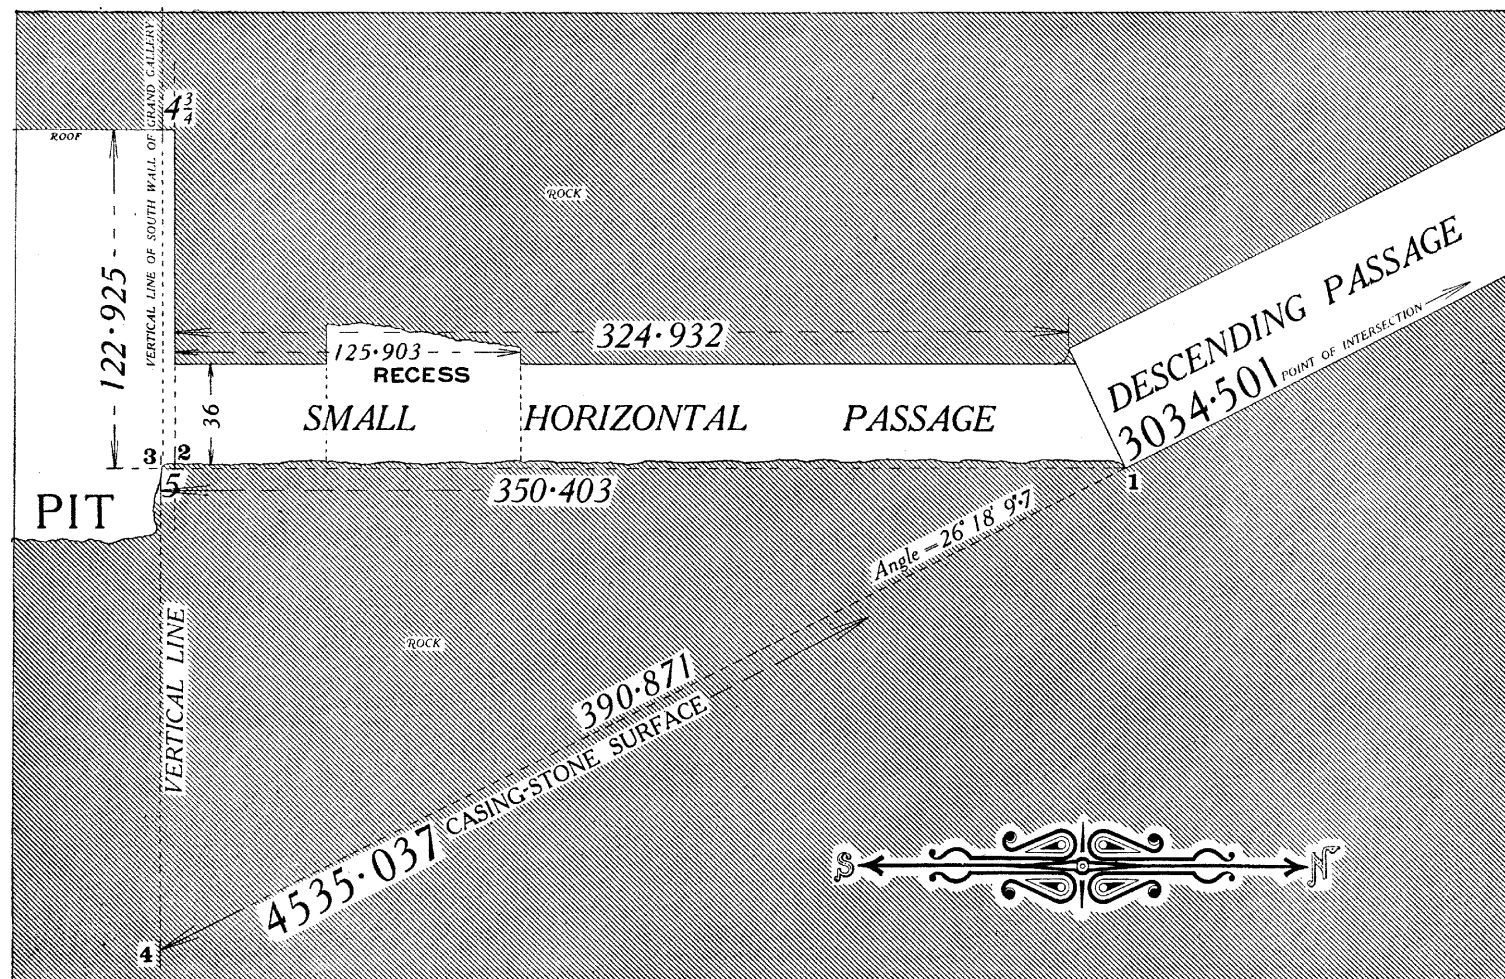 VERTICAL LINE OF SOUTH WALL OF GRAND GALLERY
4 3/4
ROOF
122·925
ROCK
324·932
125·903
RECESS
36
SMALL HORIZONTAL PASSAGE
DESCENDING PASSAGE
3034·501 POINT OF INTERSECTION
3 2
5
350·403
1
PIT
Angle = 26° 18' 9"·7
ROCK
VERTICAL LINE
390·871
4535·037 CASING-STONE SURFACE
S N
4